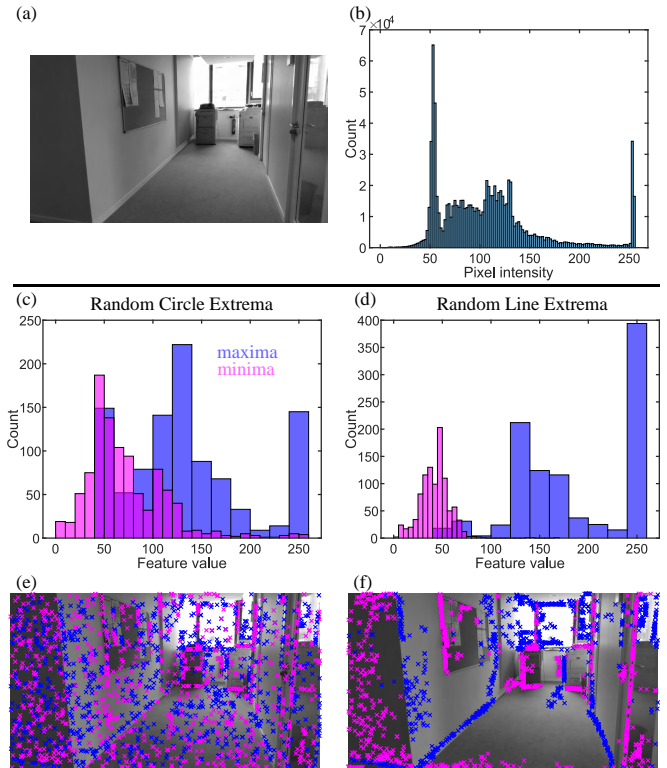 (a)
(b)
7
×10⁴
6
5
4
3
2
1
0
Count
0 50 100 150 200 250
Pixel intensity
(c) Random Circle Extrema
250
200
150
100
50
0
Count
maxima
minima
0 50 100 150 200 250
Feature value
(d) Random Line Extrema
400
350
300
250
200
150
100
50
0
Count
0 50 100 150 200 250
Feature value
(e)
(f)